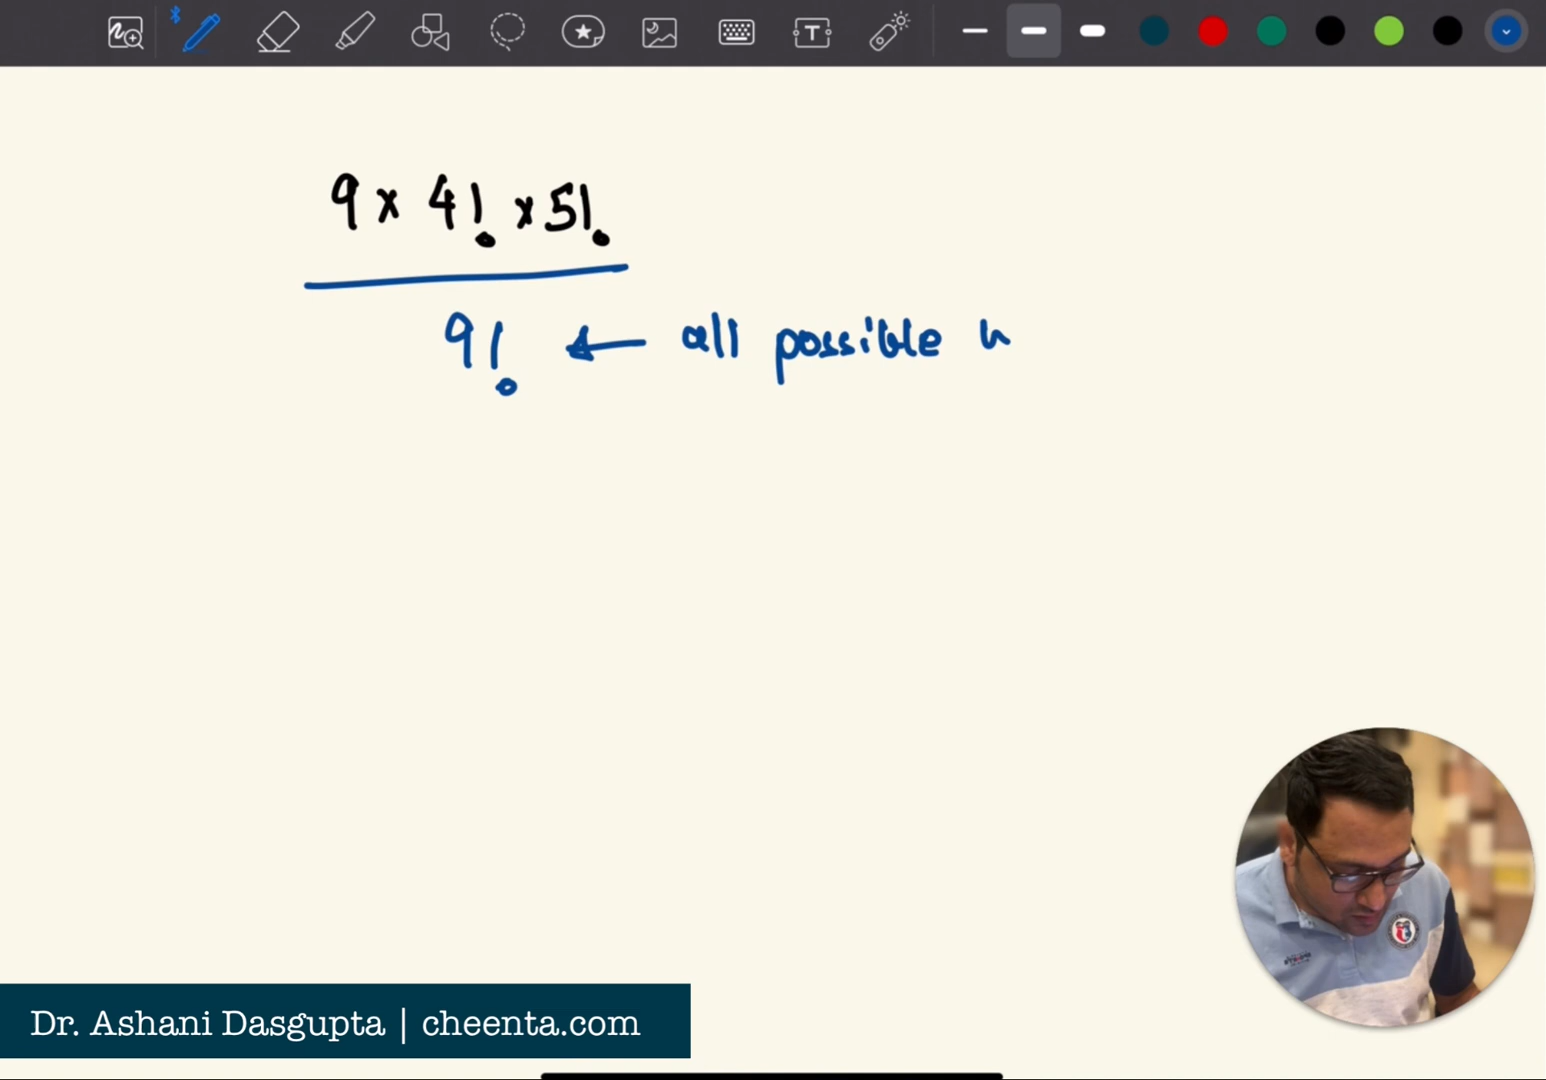 9 × 4! × 5!
9! ← all possible
Dr. Ashani Dasgupta | cheenta.com